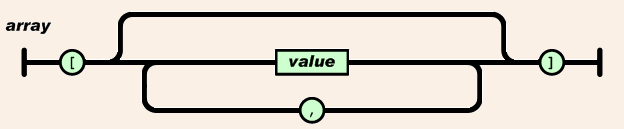 array
[ value ]
,